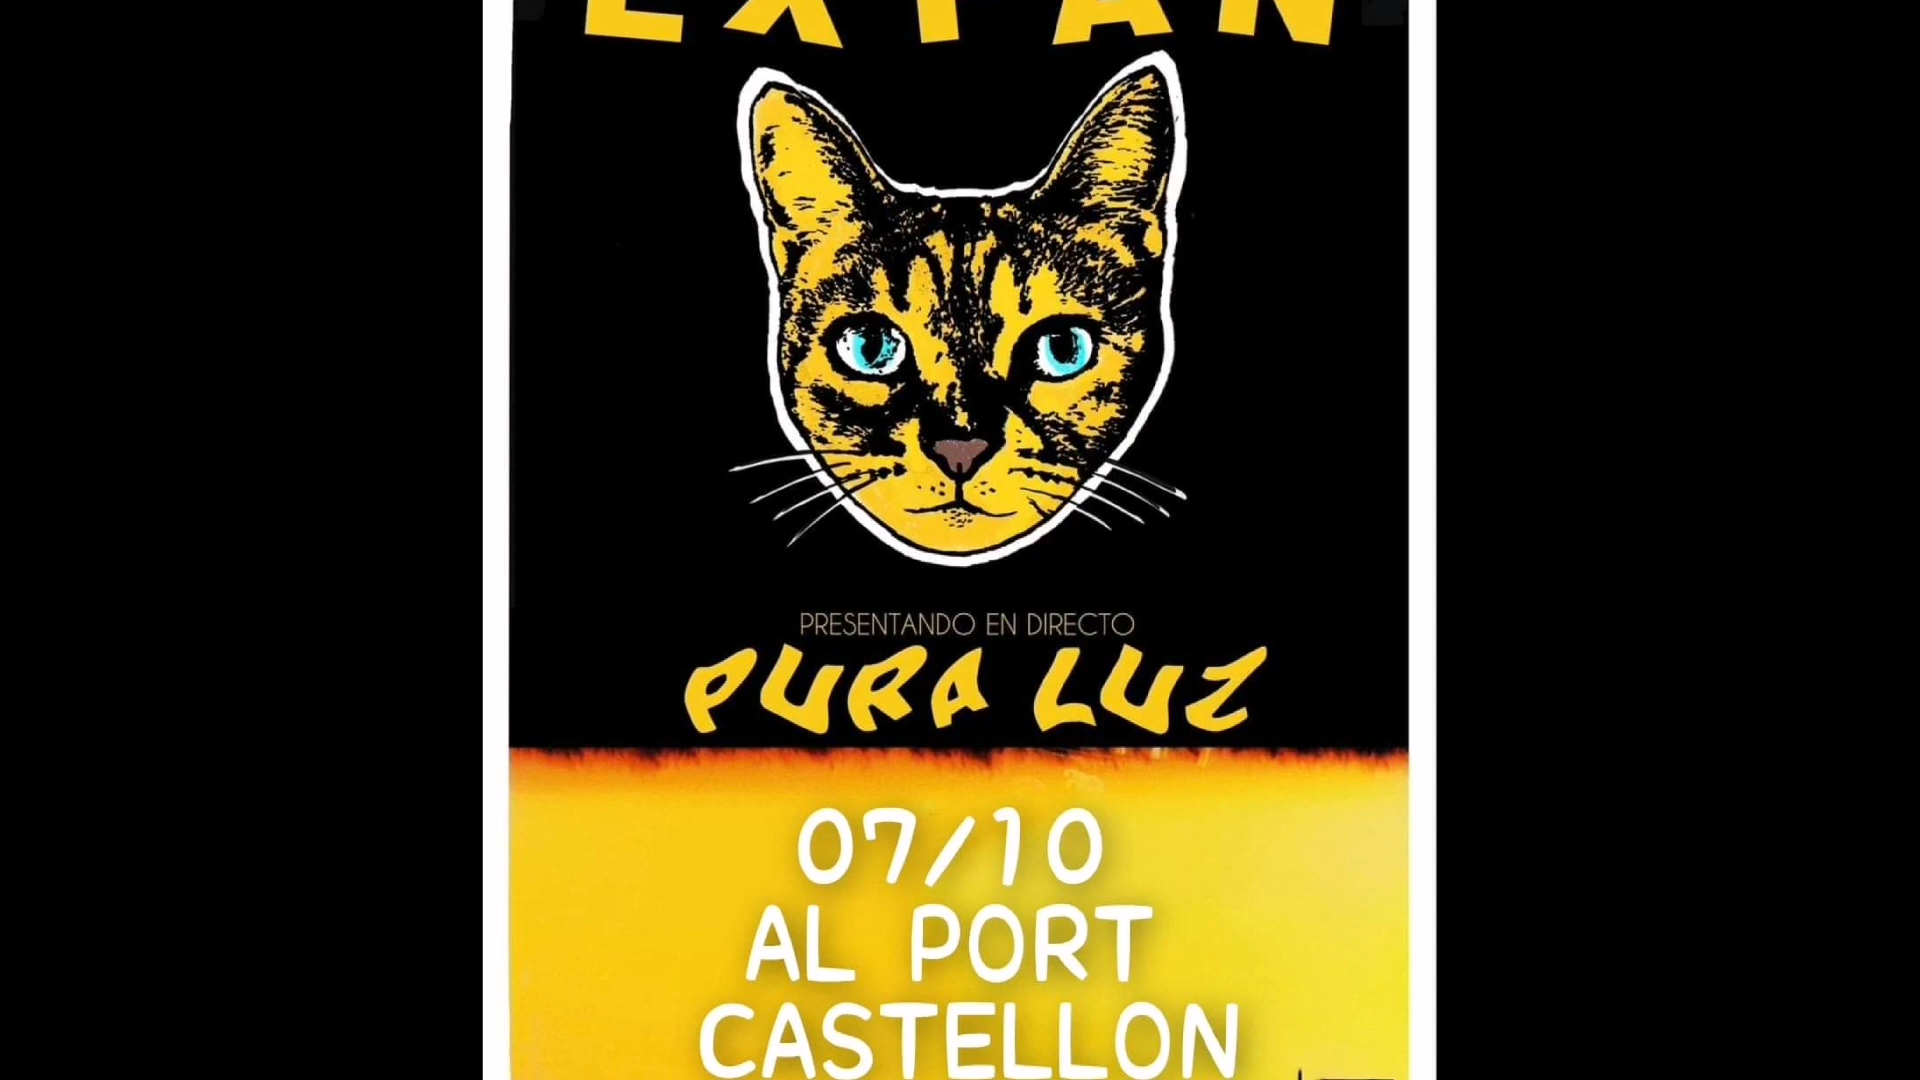 PRESENTANDO EN DIRECTO
PURA LUZ
07/10
AL PORT
CASTELLON